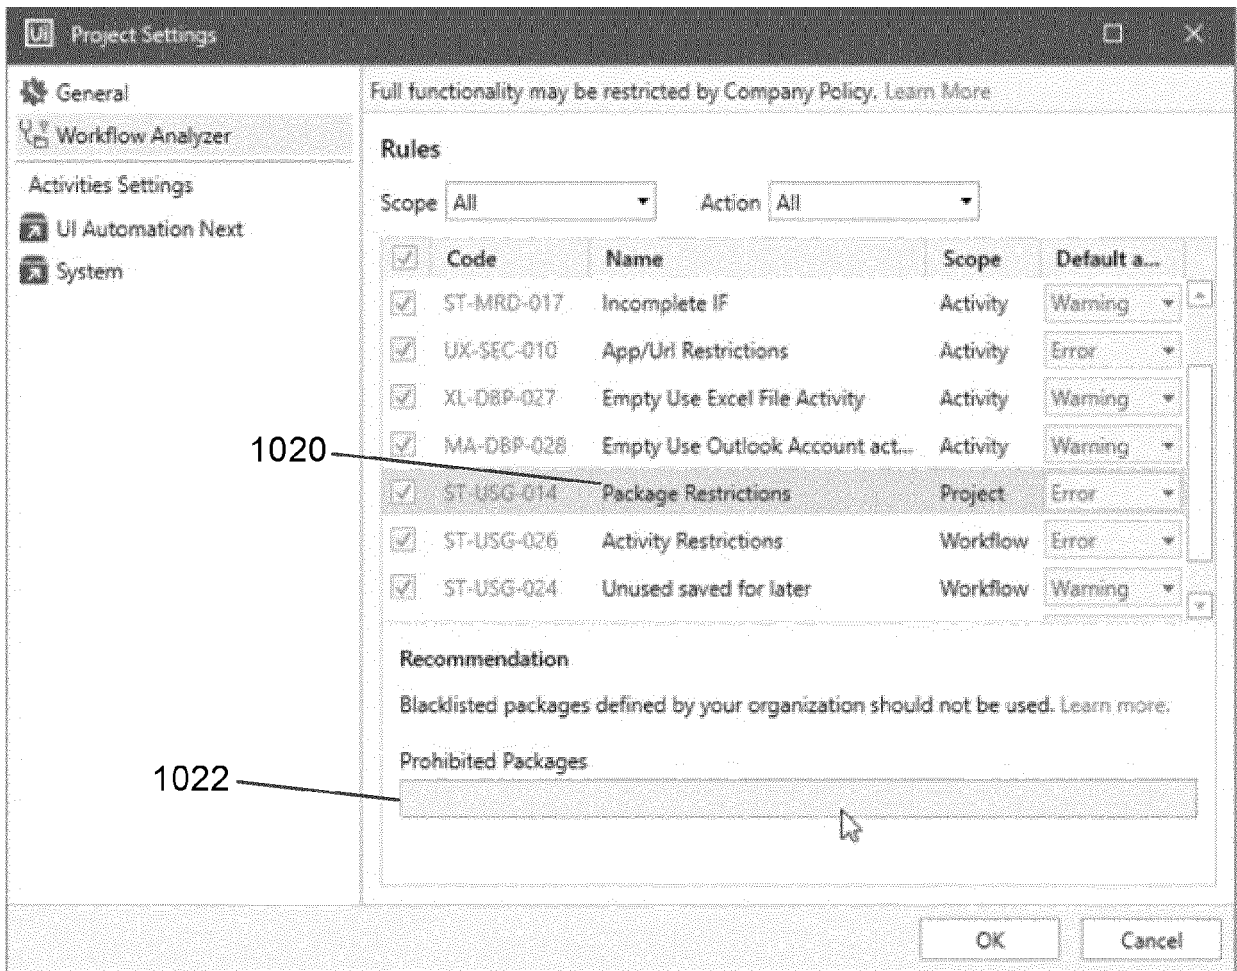 Ui Project Settings
General
Workflow Analyzer
Activities Settings
UI Automation Next
System
Full functionality may be restricted by Company Policy. Learn More
Rules
Scope All Action All
Code Name Scope Default a...
ST-MRD-017 Incomplete IF Activity Warning
UX-SEC-010 App/Url Restrictions Activity Error
XL-DBP-027 Empty Use Excel File Activity Activity Warning
MA-DBP-028 Empty Use Outlook Account act... Activity Warning
1020
ST-USG-014 Package Restrictions Project Error
ST-USG-026 Activity Restrictions Workflow Error
ST-USG-024 Unused saved for later Workflow Warning
Recommendation
Blacklisted packages defined by your organization should not be used. Learn more.
Prohibited Packages
1022
OK Cancel